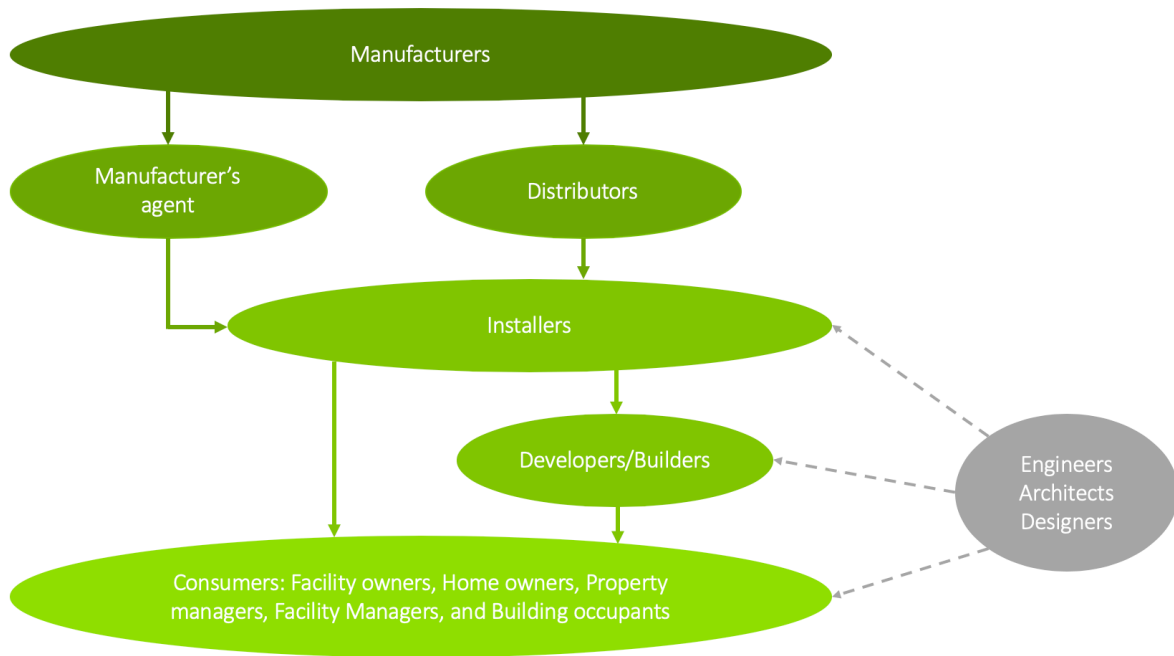 Manufacturers
Manufacturer’s
agent
Distributors
Installers
Developers/Builders
Engineers
Architects
Designers
Consumers: Facility owners, Home owners, Property
managers, Facility Managers, and Building occupants